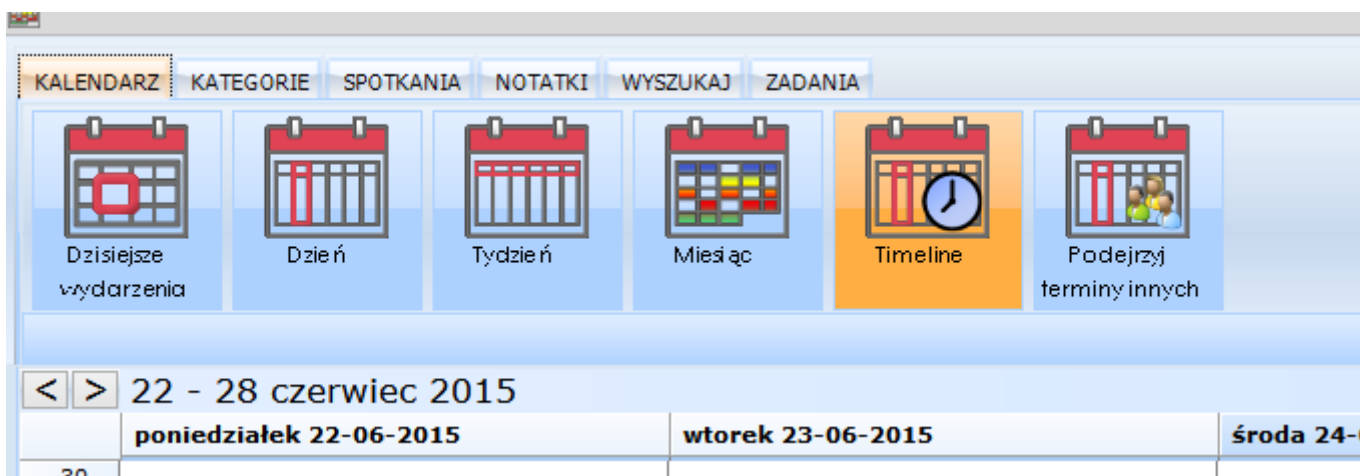 KALENDARZ KATEGORIE SPOTKANIA NOTATKI WYSZUKAJ ZADANIA
Dzisiejsze wydarzenia
Dzień
Tydzień
Miesiąc
Timeline
Podejrzyj terminy innych
< > 22 - 28 czerwiec 2015
poniedziałek 22-06-2015 wtorek 23-06-2015 środa 24-